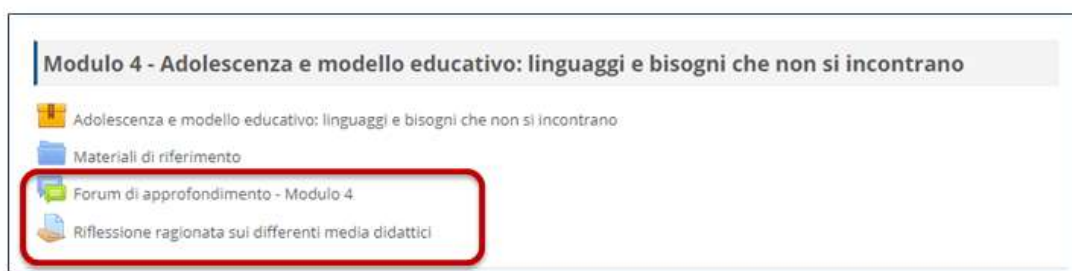 Modulo 4 - Adolescenza e modello educativo: linguaggi e bisogni che non si incontrano
Adolescenza e modello educativo: linguaggi e bisogni che non si incontrano
Materiali di riferimento
Forum di approfondimento - Modulo 4
Riflessione ragionata sui differenti media didattici